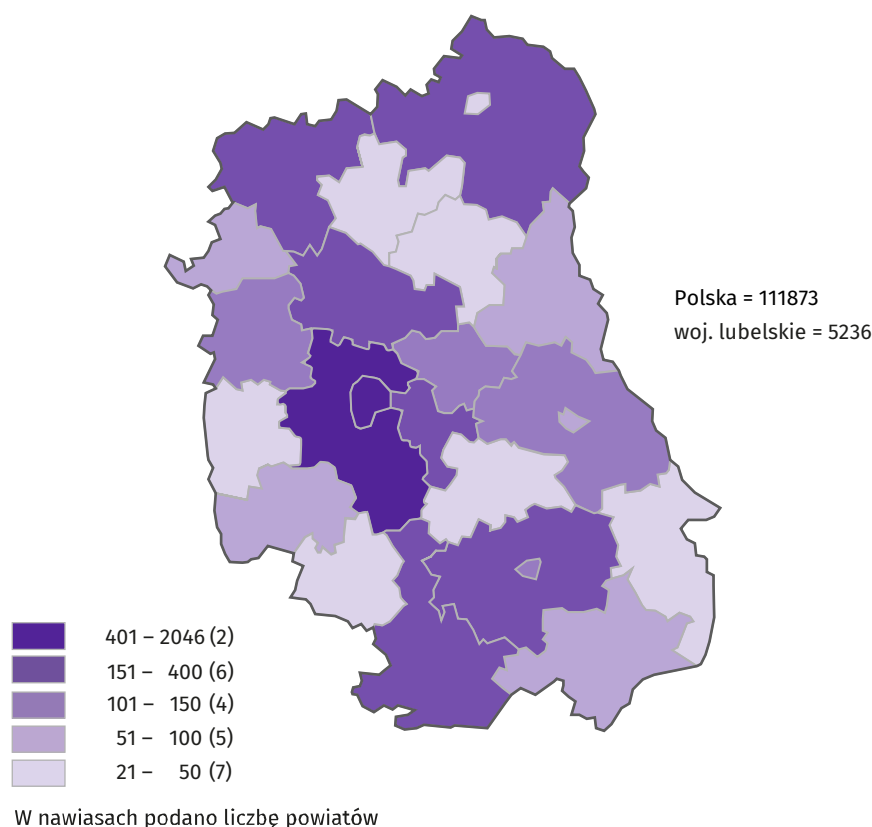 Polska = 111873
woj. lubelskie = 5236
401 – 2046 (2)
151 – 400 (6)
101 – 150 (4)
51 – 100 (5)
21 – 50 (7)
W nawiasach podano liczbę powiatów